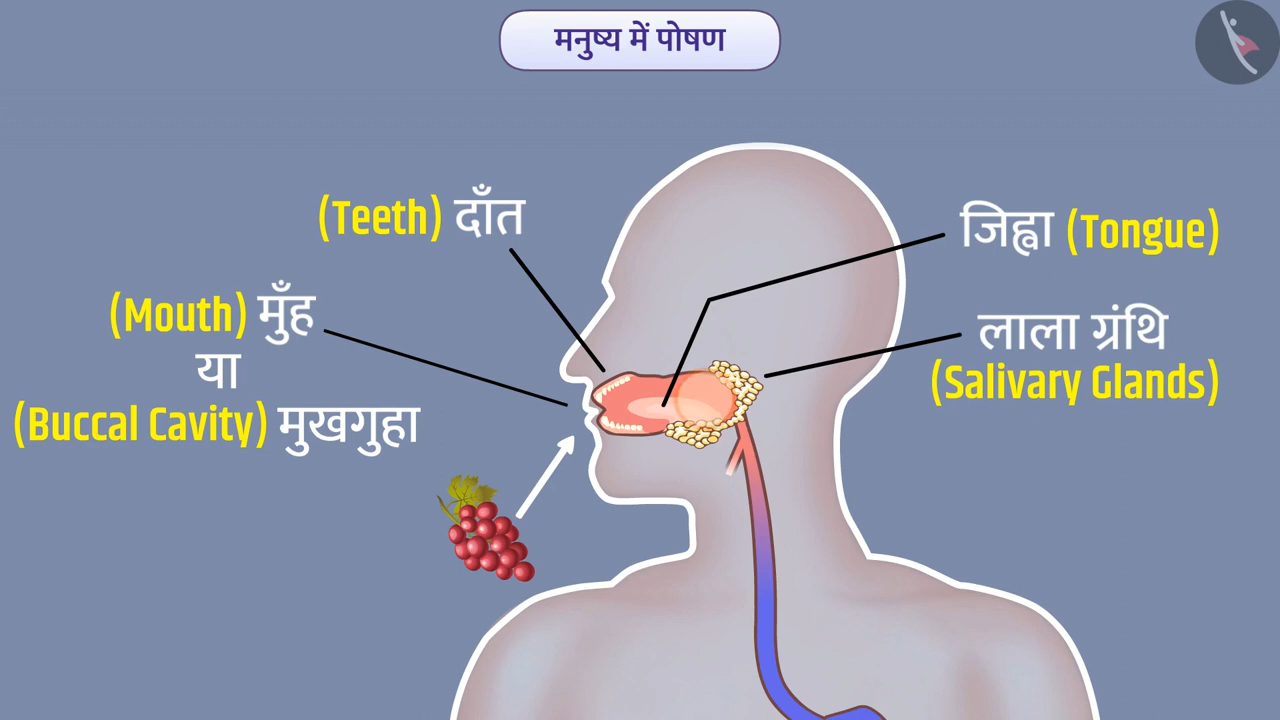 मनुष्य में पोषण
(Teeth) दाँत
(Mouth) मुँह
या
(Buccal Cavity) मुखगुहा
जिह्वा (Tongue)
लाला ग्रंथि
(Salivary Glands)